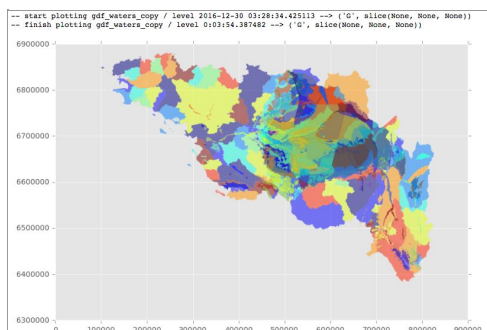 -- start plotting gdf_waters_copy / level 2016-12-30 03:28:34.425113 --> ('G', slice(None, None, None))
-- finish plotting gdf_waters_copy / level 0:03:54.387482 --> ('G', slice(None, None, None))
6900000
6800000
6700000
6600000
6500000
6400000
6300000
0 100000 200000 300000 400000 500000 600000 700000 800000 900000